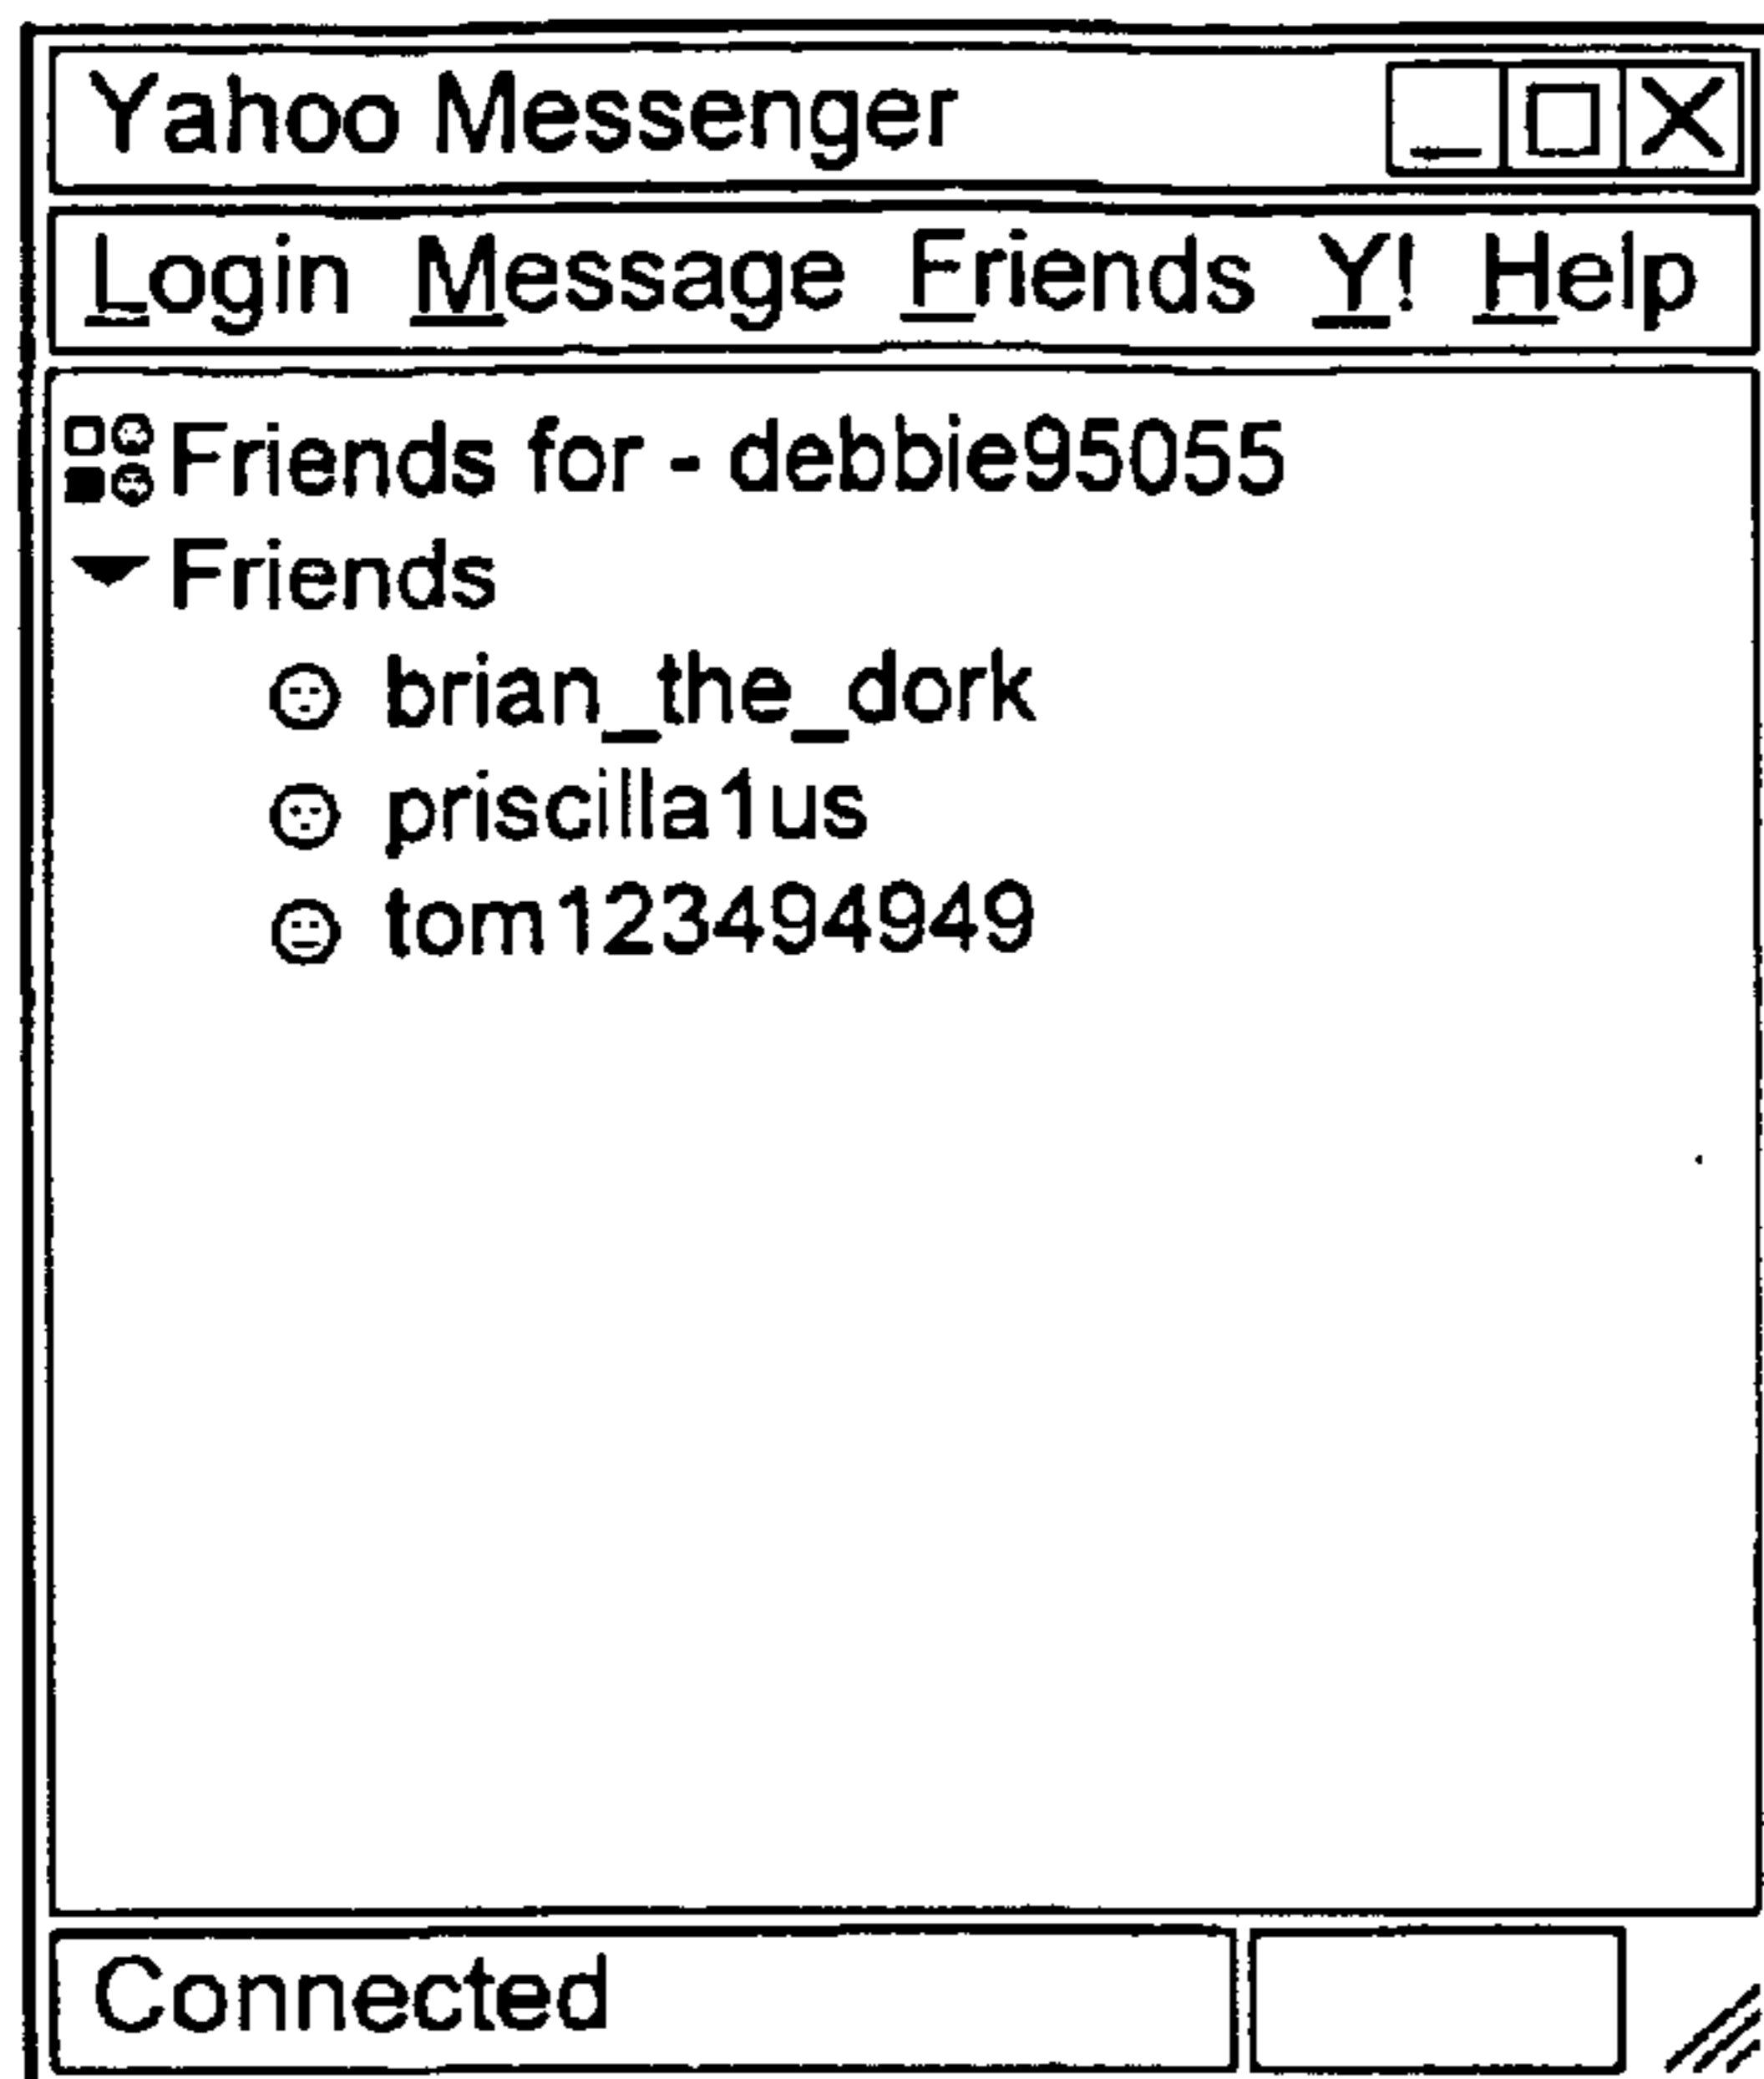 Yahoo Messenger
Login Message Friends Y! Help
Friends for - debbie95055
Friends
brian_the_dork
priscilla1us
tom123494949
Connected